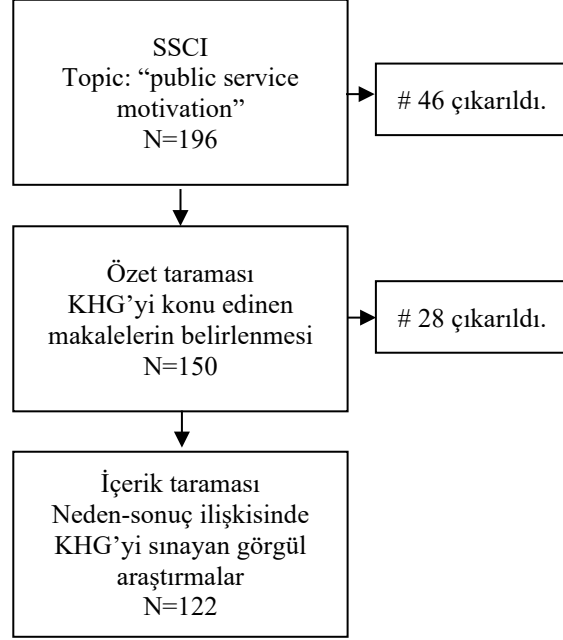 SSCI
Topic: “public service
motivation”
N=196
# 46 çıkarıldı.
Özet taraması
KHG’yi konu edinen
makalelerin belirlenmesi
N=150
# 28 çıkarıldı.
İçerik taraması
Neden-sonuç ilişkisinde
KHG’yi sınayan görgül
araştırmalar
N=122